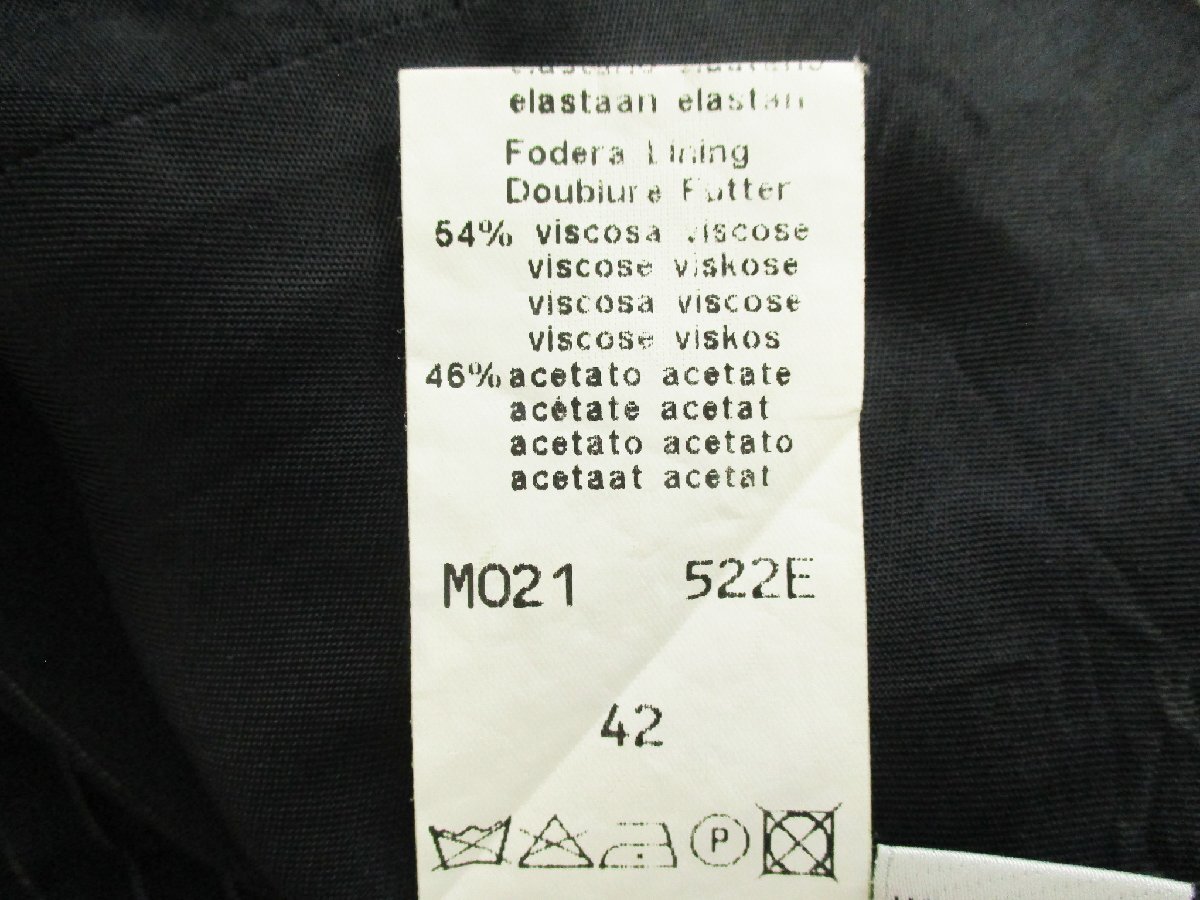 elastaan elastan
Fodera Lining
Doublure Futter
54% viscosa viscose
viscose viskose
viscosa viscose
viscose viskos
46% acetato acetate
acétate acetat
acetato acetato
acetaat acetat
M021 522E
42
P